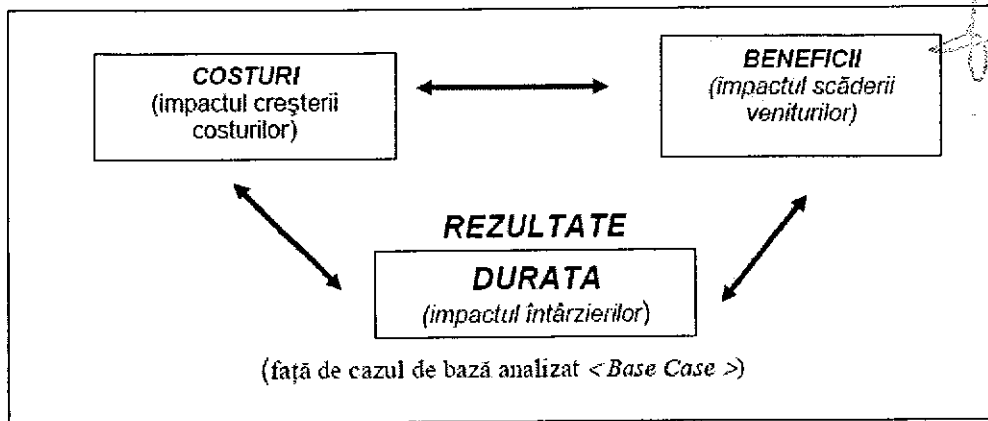 COSTURI
(impactul creşterii
costurilor)
BENEFICII
(impactul scăderii
veniturilor)
REZULTATE
DURATA
(impactul întârzierilor)
(faţă de cazul de bază analizat < Base Case >)